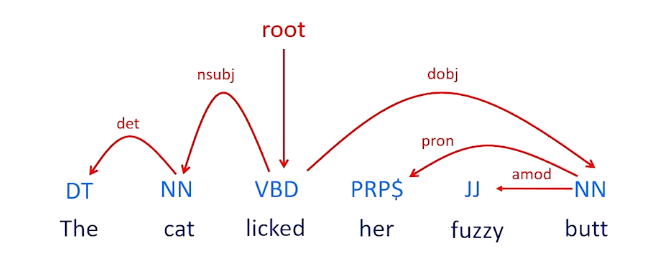 root
nsubj
dobj
det
pron
amod
DT NN VBD PRP$ JJ NN
The cat licked her fuzzy butt